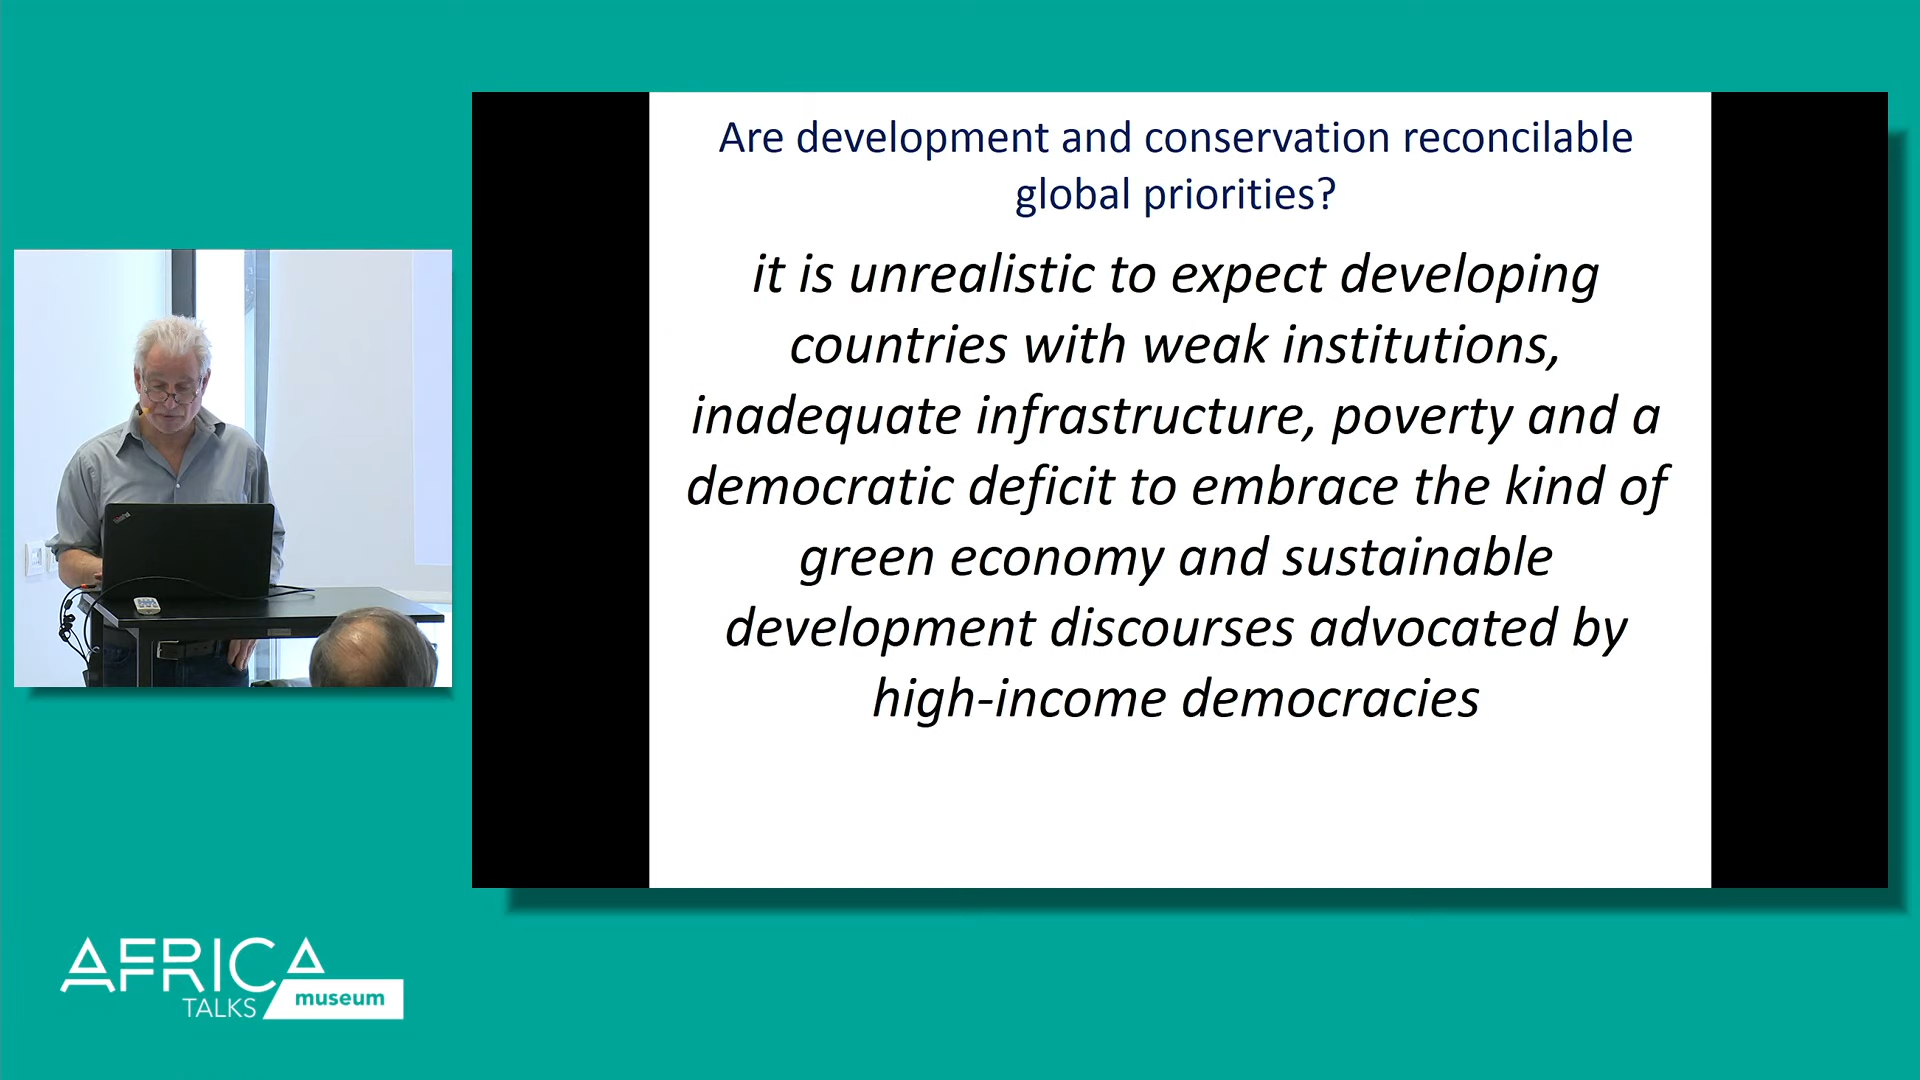 Are development and conservation reconcilable
global priorities?
it is unrealistic to expect developing
countries with weak institutions,
inadequate infrastructure, poverty and a
democratic deficit to embrace the kind of
green economy and sustainable
development discourses advocated by
high-income democracies
ThinkPad
AFRICA
TALKS
museum